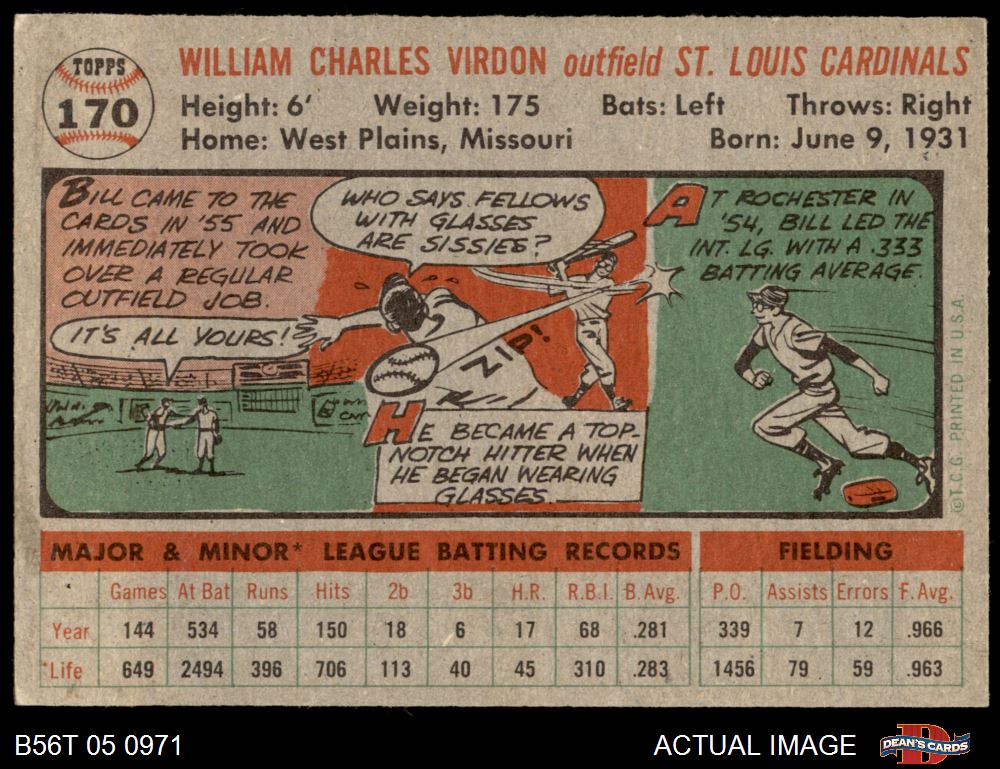 TOPPS
170
WILLIAM CHARLES VIRDON outfield ST. LOUIS CARDINALS
Height: 6' Weight: 175 Bats: Left Throws: Right
Home: West Plains, Missouri Born: June 9, 1931
BILL CAME TO THE
CARDS IN '55 AND
IMMEDIATELY TOOK
OVER A REGULAR
OUTFIELD JOB.
IT'S ALL YOURS!
WHO SAYS FELLOWS
WITH GLASSES
ARE SISSIES?
ZIP!!
HE BECAME A TOP-
NOTCH HITTER WHEN
HE BEGAN WEARING
GLASSES.
AT ROCHESTER IN
'54, BILL LED THE
INT. LG. WITH A .333
BATTING AVERAGE.
© T.C.G. PRINTED IN U.S.A.
MAJOR & MINOR* LEAGUE BATTING RECORDS FIELDING
Games At Bat Runs Hits 2b 3b H.R. R.B.I. B.Avg. P.O. Assists Errors F.Avg.
Year 144 534 58 150 18 6 17 68 .281 339 7 12 .966
*Life 649 2494 396 706 113 40 45 310 .283 1456 79 59 .963
B56T 05 0971 ACTUAL IMAGE DEAN'S CARDS